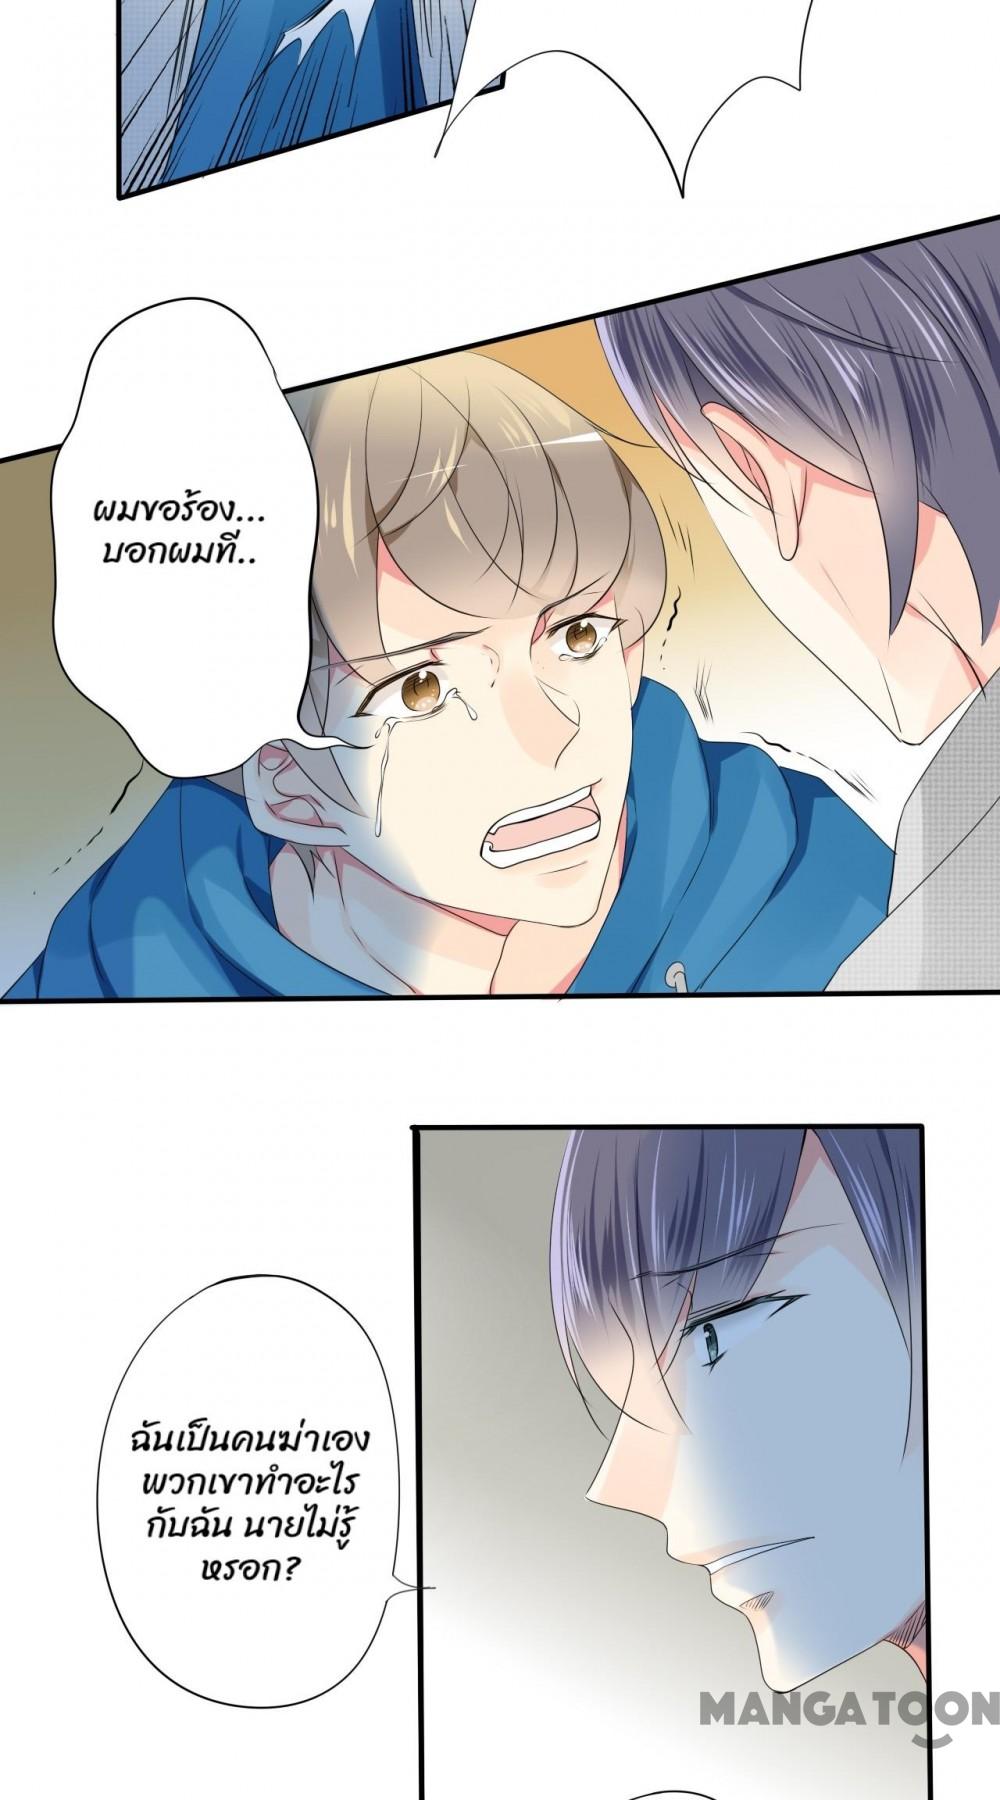 ผมขอร้อง...
บอกผมที..
ฉันเป็นคนฆ่าเอง
พวกเขาทำอะไร
กับฉัน นายไม่รู้
หรอก?
MANGATOON